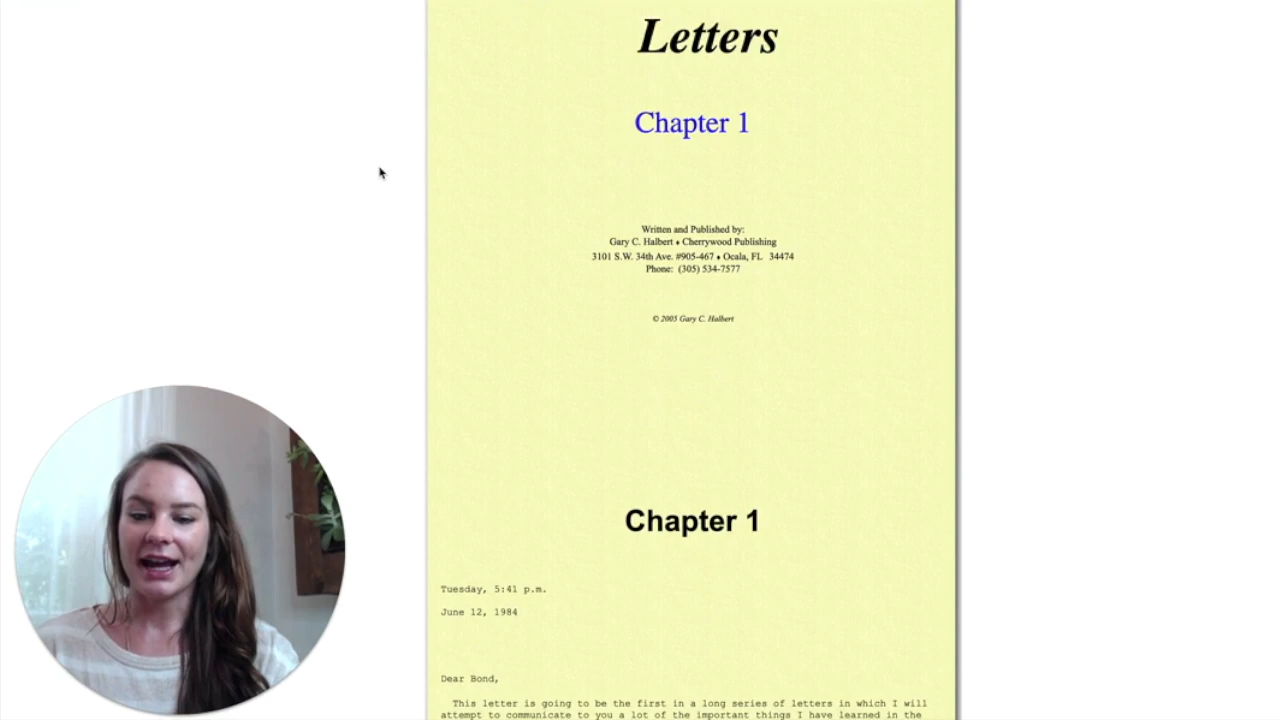 Letters
Chapter 1
Written and Published by:
Gary C. Halbert ♦ Cherrywood Publishing
3101 S.W. 34th Ave. #905-467 ♦ Ocala, FL 34474
Phone: (305) 534-7577
© 2005 Gary C. Halbert
Chapter 1
Tuesday, 5:41 p.m.
June 12, 1984
Dear Bond,
This letter is going to be the first in a long series of letters in which I will
attempt to communicate to you a lot of the important things I have learned in the